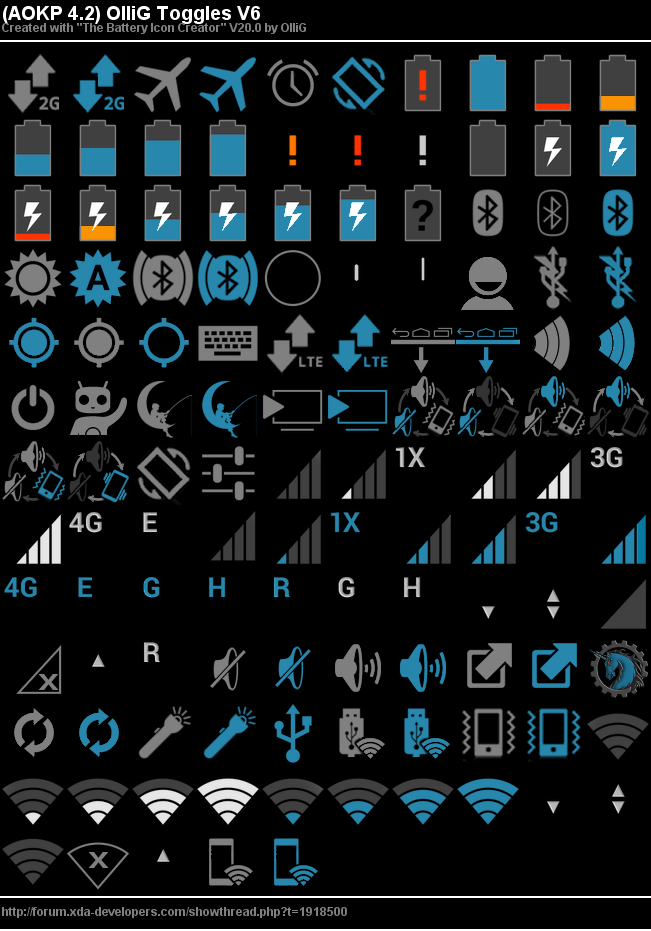 (AOKP 4.2) OlliG Toggles V6
Created with "The Battery Icon Creator" V20.0 by OlliG
2G 2G ! !
! ! !
?
A
LTE LTE
1X 3G
4G E 1X 3G
4G E G H R G H
X R
X
http://forum.xda-developers.com/showthread.php?t=1918500